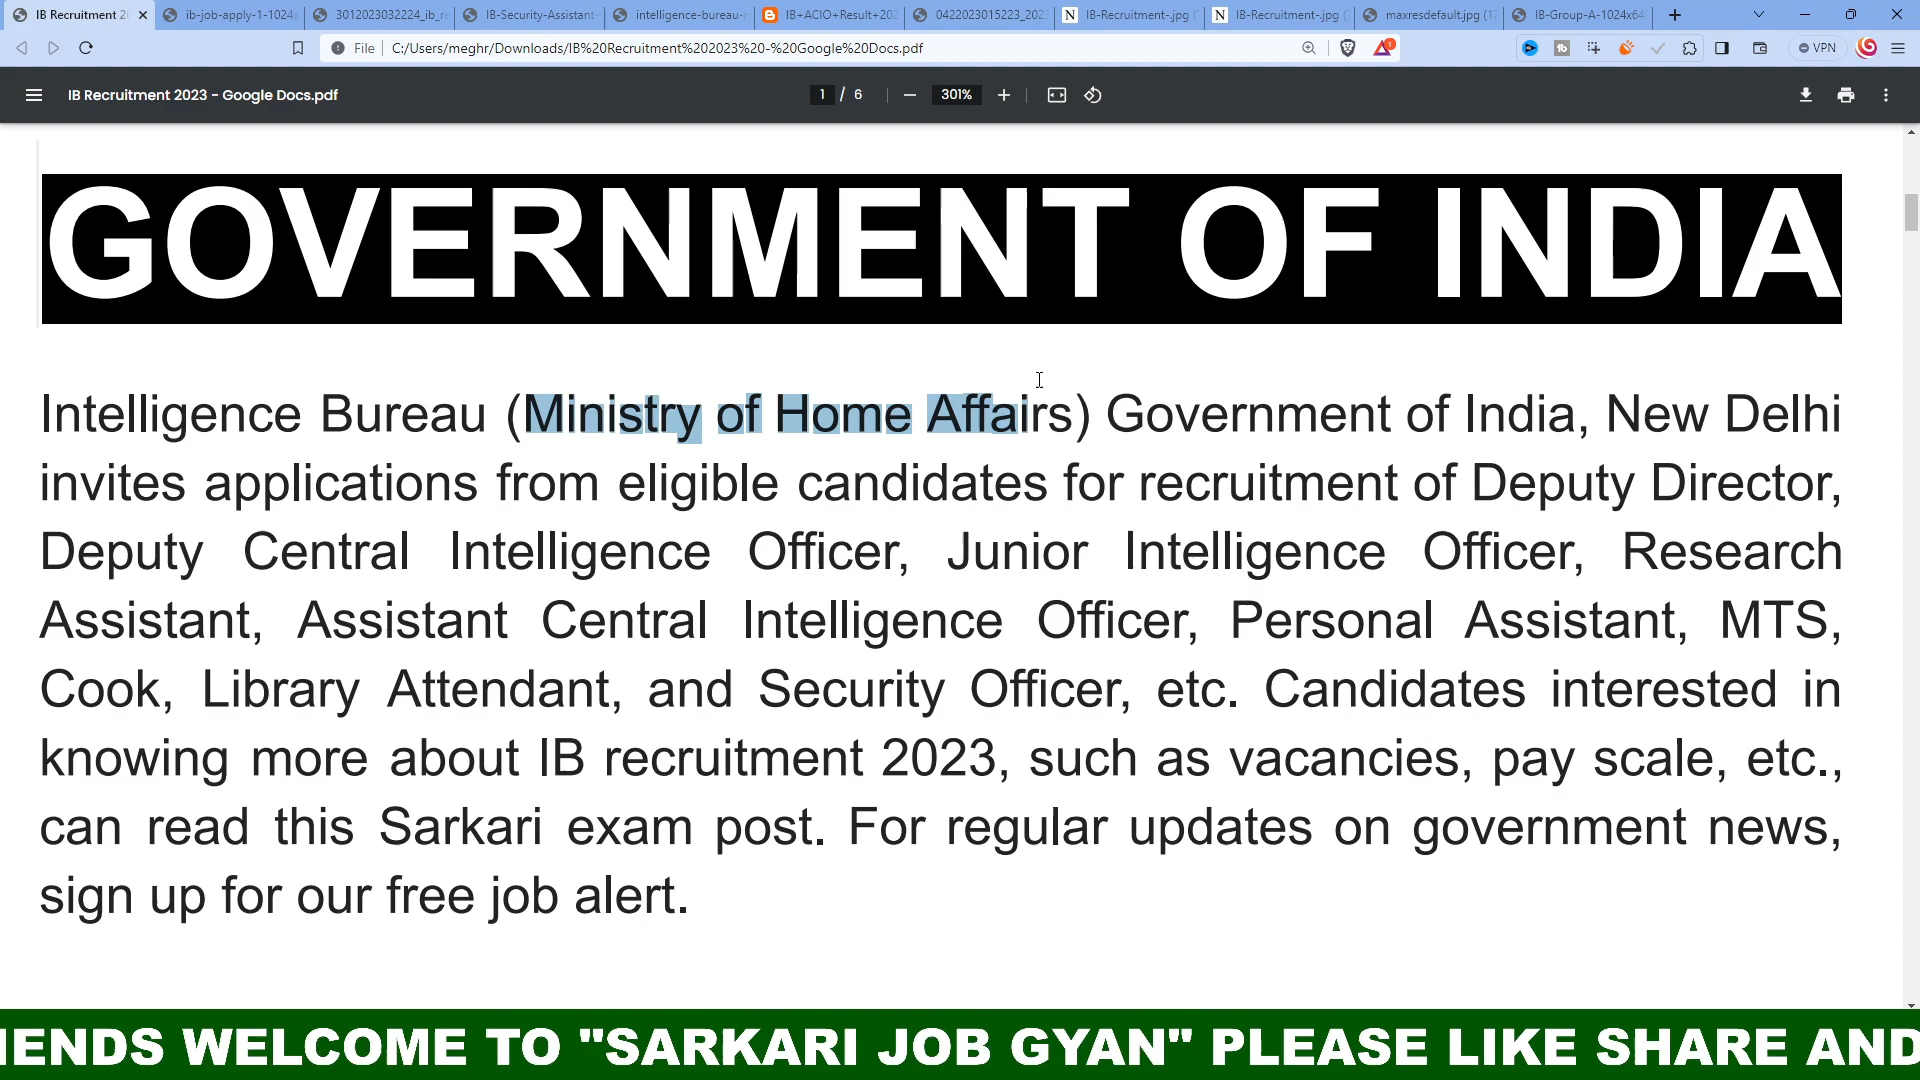 IB Recruitment 2
ib-job-apply-1-1024
3012023032224_ib_re
IB-Security-Assistant-
intelligence-bureau-r
IB+ACIO+Result+202
0422023015223_2023
IB-Recruitment-.jpg (
IB-Recruitment-.jpg (
maxresdefault.jpg (12
IB-Group-A-1024x64
File C:/Users/meghr/Downloads/IB%20Recruitment%202023%20-%20Google%20Docs.pdf
VPN
IB Recruitment 2023 - Google Docs.pdf
1 / 6
301%
GOVERNMENT OF INDIA
Intelligence Bureau (Ministry of Home Affairs) Government of India, New Delhi
invites applications from eligible candidates for recruitment of Deputy Director,
Deputy Central Intelligence Officer, Junior Intelligence Officer, Research
Assistant, Assistant Central Intelligence Officer, Personal Assistant, MTS,
Cook, Library Attendant, and Security Officer, etc. Candidates interested in
knowing more about IB recruitment 2023, such as vacancies, pay scale, etc.,
can read this Sarkari exam post. For regular updates on government news,
sign up for our free job alert.
IENDS WELCOME TO "SARKARI JOB GYAN" PLEASE LIKE SHARE AND